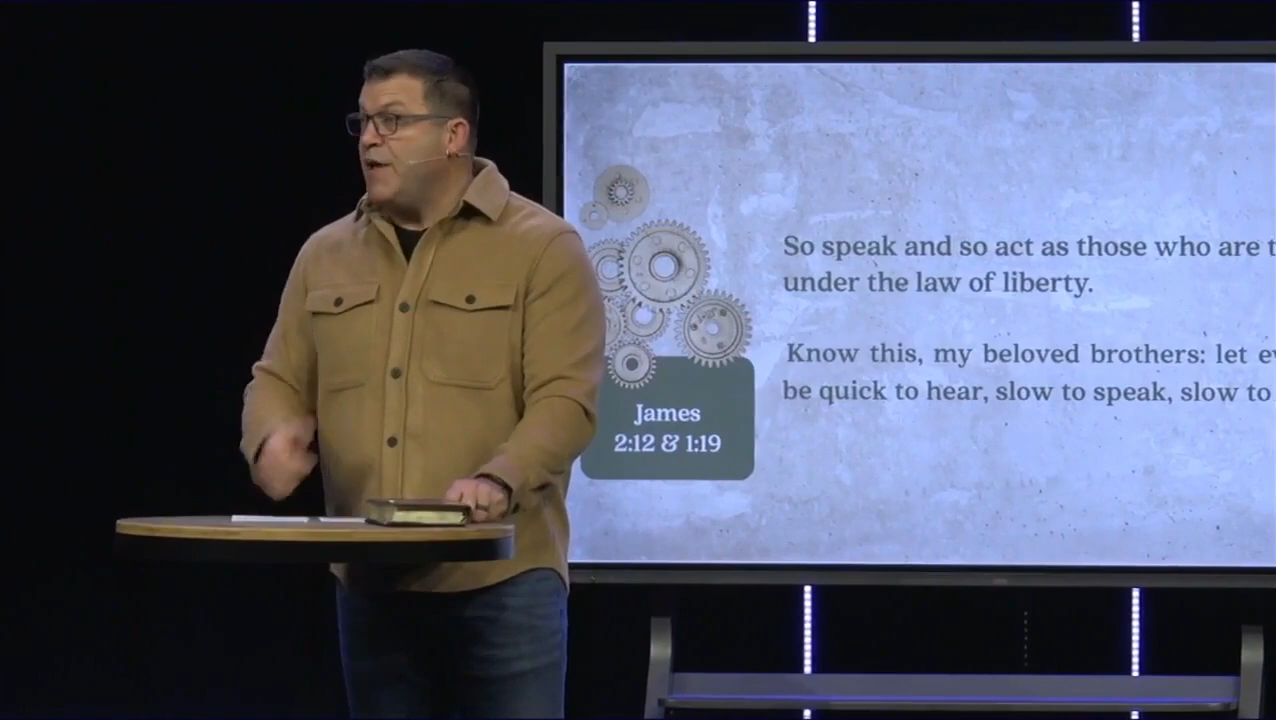 So speak and so act as those who are
under the law of liberty.
Know this, my beloved brothers: let
be quick to hear, slow to speak, slow to
James
2:12 & 1:19